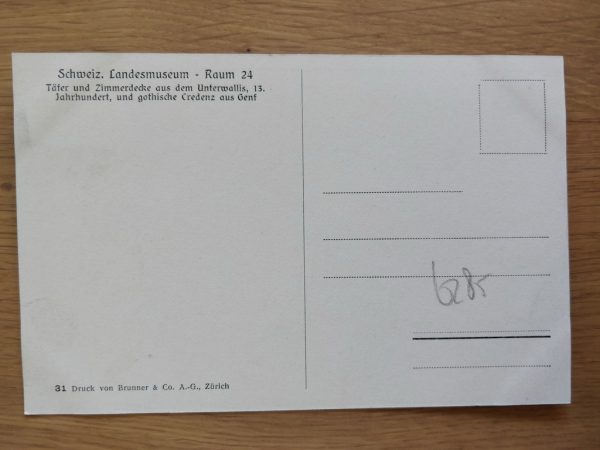 Schweiz. Landesmuseum - Raum 24
Täfer und Zimmerdecke aus dem Unterwallis, 13.
Jahrhundert, und gothische Credenz aus Genf
6285
31 Druck von Brunner & Co. A.-G., Zürich